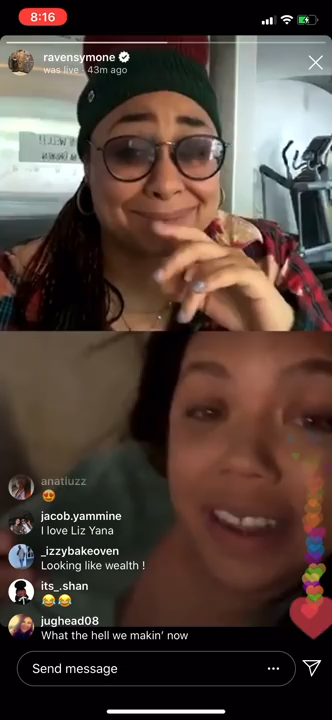 8:16
ravensymone
was live · 43m ago
anatluzz
😍
jacob.yammine
I love Liz Yana
_izzybakeoven
Looking like wealth !
its_.shan
😂😂
jughead08
What the hell we makin' now
Send message